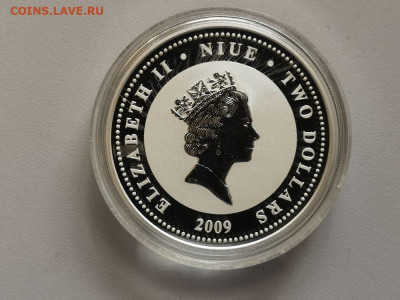 COINS.LAVE.RU
ELIZABETH II · NIUE · TWO DOLLARS
2009